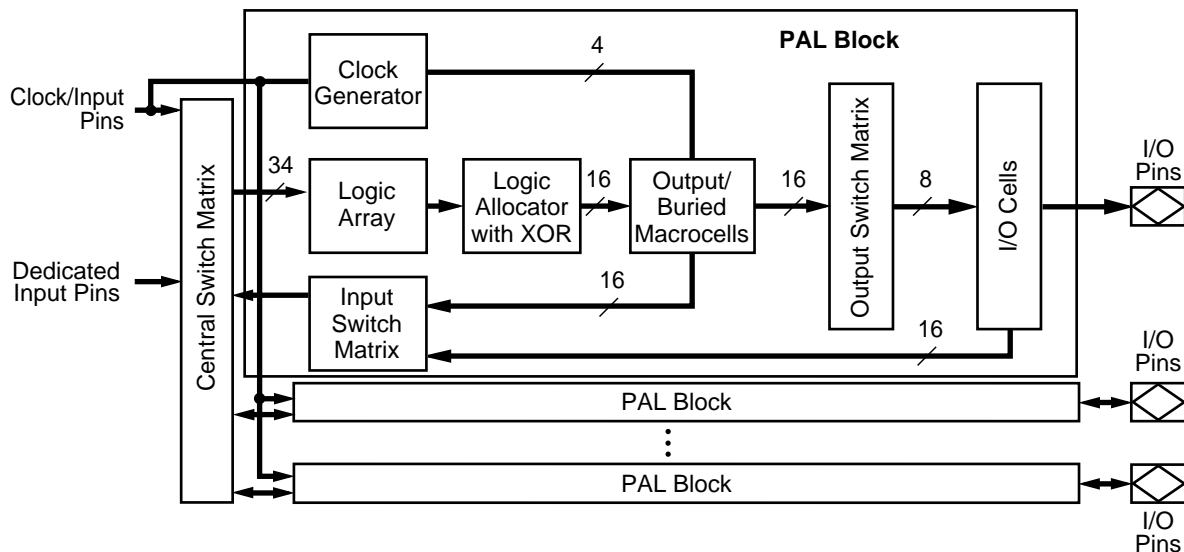 PAL Block
4
Clock
Generator
Clock/Input
Pins
Central Switch Matrix
34
Logic
Array
Logic
Allocator
with XOR
16
Output/
Buried
Macrocells
16
Output Switch Matrix
8
I/O Cells
I/O
Pins
Dedicated
Input Pins
Input
Switch
Matrix
16
16
I/O
Pins
PAL Block
PAL Block
I/O
Pins